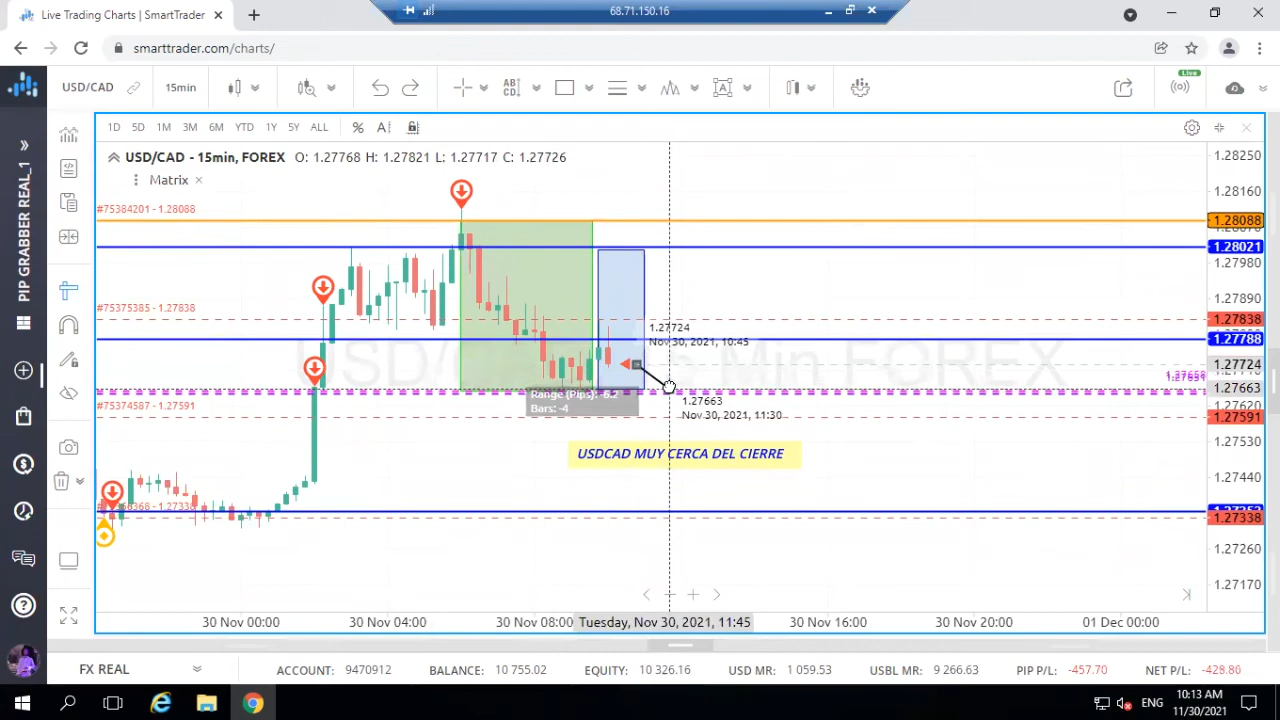 Live Trading Charts | SmartTrader
68.71.150.16
smarttrader.com/charts/
USD/CAD
15min
Live
1D 5D 1M 3M 6M YTD 1Y 5Y ALL
USD/CAD - 15min, FOREX O: 1.27768 H: 1.27821 L: 1.27717 C: 1.27726
Matrix
PIP GRABBER REAL_1
#75384201 - 1.28088
#75375385 - 1.27838
#75374587 - 1.27591
1.27724
Nov 30, 2021, 10:45
Range (Pips): -6.2
Bars: -4
1.27663
Nov 30, 2021, 11:30
USDCAD MUY CERCA DEL CIERRE
1.28250
1.28160
1.28088
1.28021
1.27980
1.27890
1.27838
1.27788
1.27724
1.27663
1.27620
1.27591
1.27530
1.27440
1.27338
1.27260
1.27170
30 Nov 00:00 30 Nov 04:00 30 Nov 08:00 Tuesday, Nov 30, 2021, 11:45 30 Nov 16:00 30 Nov 20:00 01 Dec 00:00
FX REAL ACCOUNT: 9470912 BALANCE: 10 755.02 EQUITY: 10 326.16 USD MR: 1 059.53 USBL MR: 9 266.63 PIP P/L: -457.70 NET P/L: -428.86
ENG
10:13 AM
11/30/2021